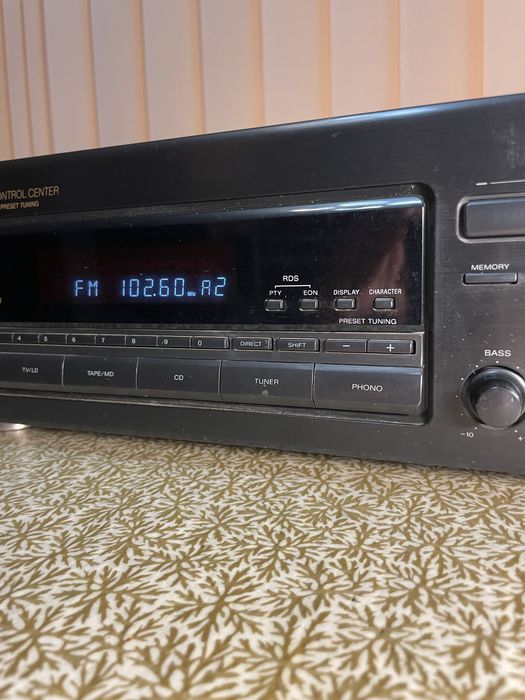 CONTROL CENTER
PRESET TUNING
RDS
PTY EON DISPLAY CHARACTER
FM 102.60 MHz A2
PRESET TUNING
MEMORY
4 5 6 7 8 9 0 DIRECT SHIFT − +
BASS
TV/LD TAPE/MD CD TUNER PHONO
-10 +